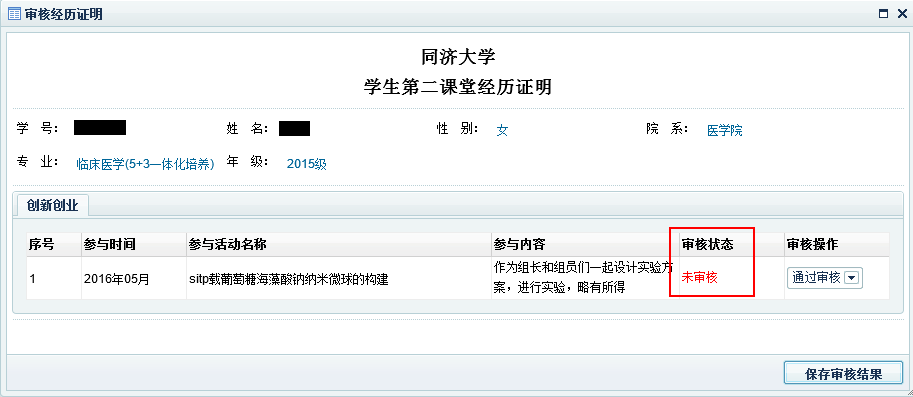 审核经历证明
同济大学
学生第二课堂经历证明
学 号： 姓 名： 性 别： 女 院 系： 医学院
专 业： 临床医学(5+3一体化培养) 年 级： 2015级
创新创业
序号 参与时间 参与活动名称 参与内容 审核状态 审核操作
1 2016年05月 sitp载葡萄糖海藻酸钠纳米微球的构建 作为组长和组员们一起设计实验方 未审核 通过审核
案，进行实验，略有所得
保存审核结果